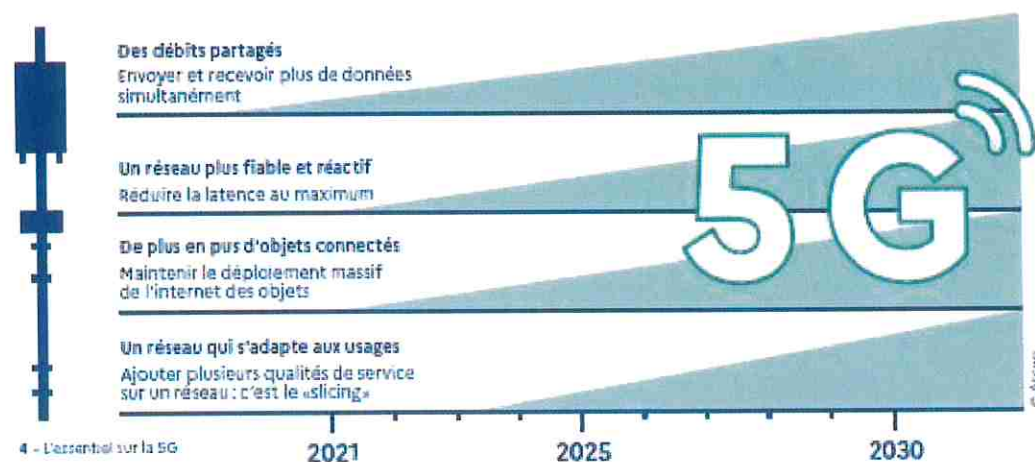 Des débits partagés
Envoyer et recevoir plus de données
simultanément
Un réseau plus fiable et réactif
Réduire la latence au maximum
5G
De plus en pus d'objets connectés
Maintenir le déploiement massif
de l'internet des objets
Un réseau qui s'adapte aux usages
Ajouter plusieurs qualités de service
sur un réseau : c'est le «slicing»
4 - L'essentiel sur la 5G
2021
2025
2030